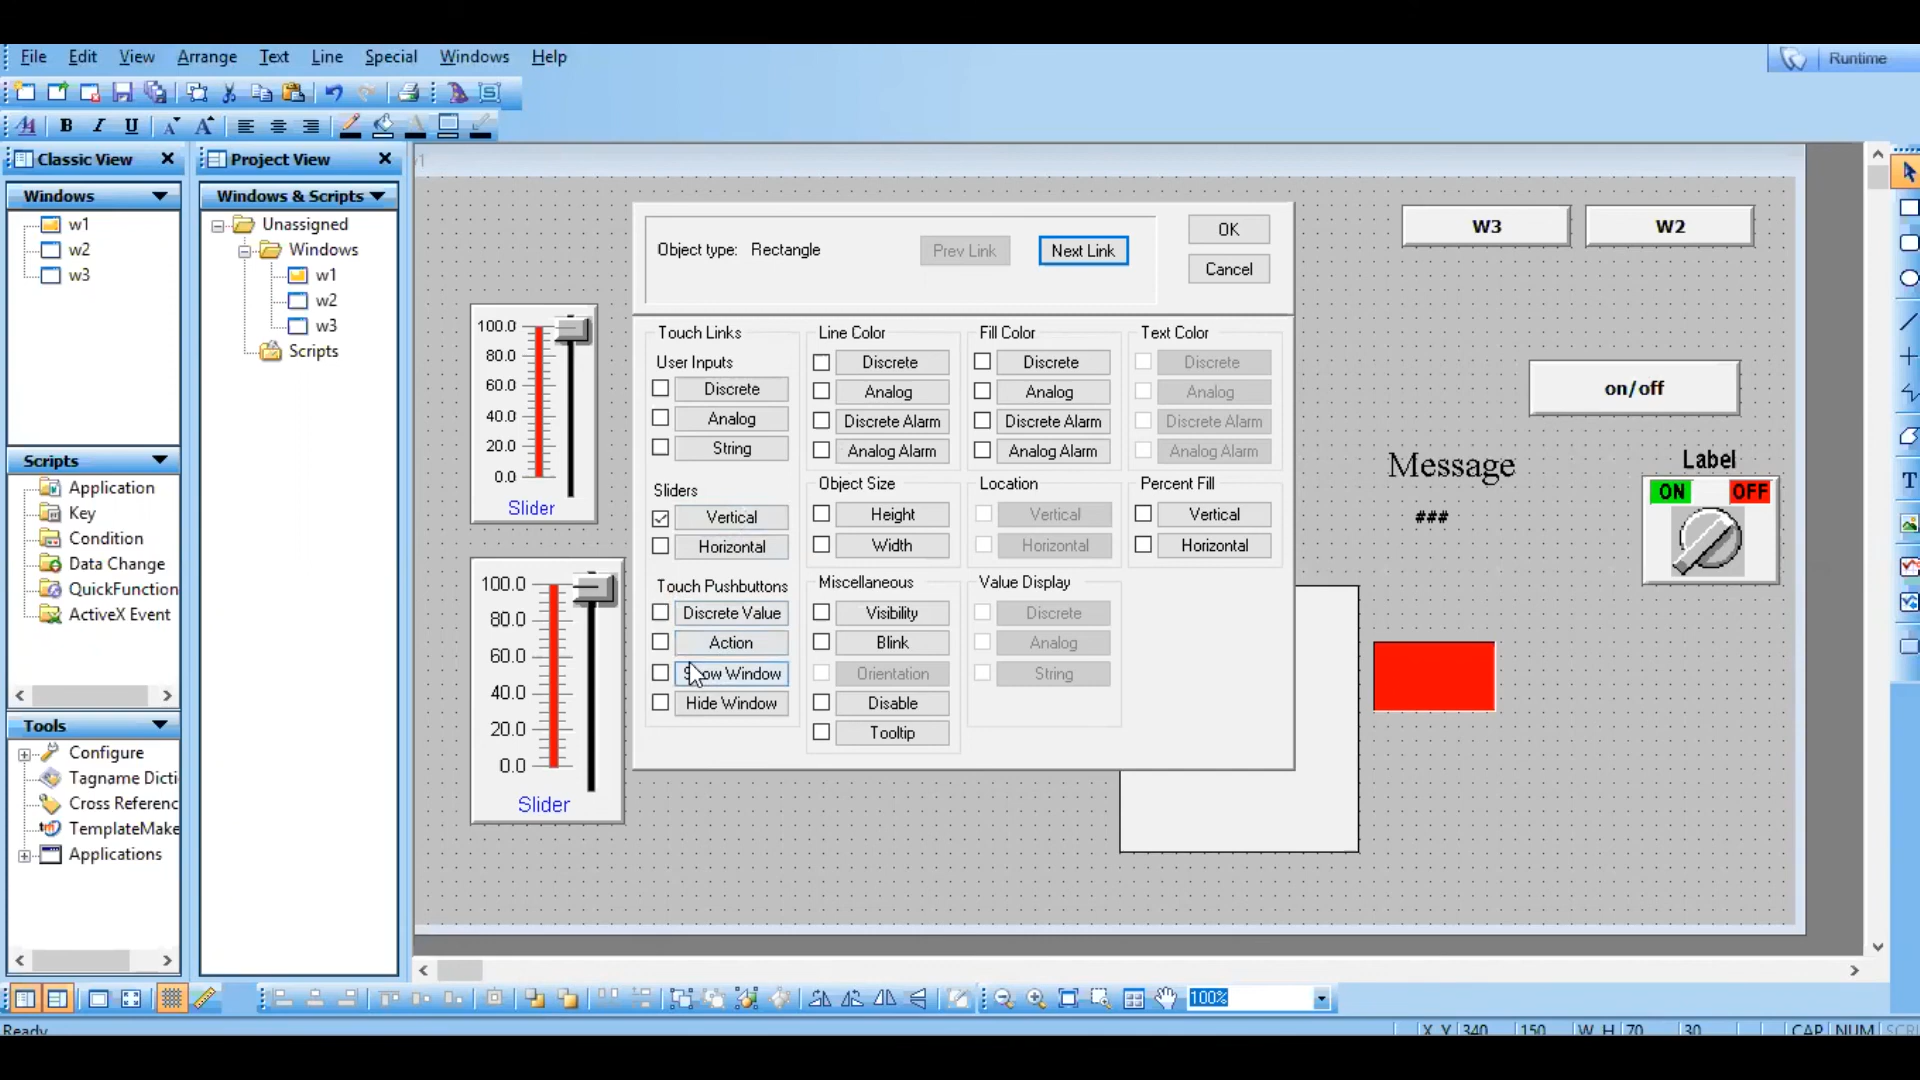 File Edit View Arrange Text Line Special Windows Help
Runtime
Classic View
Project View
Windows
Windows & Scripts
w1
w2
w3
Unassigned
Windows
w1
w2
w3
Scripts
Scripts
Application
Key
Condition
Data Change
QuickFunction
ActiveX Event
Tools
Configure
Tagname Dicti
Cross Referenc
TemplateMake
Applications
100.0
80.0
60.0
40.0
20.0
0.0
Slider
100.0
80.0
60.0
40.0
20.0
0.0
Slider
Object type: Rectangle
Prev Link
Next Link
OK
Cancel
Touch Links
User Inputs
Discrete
Analog
String
Sliders
Vertical
Horizontal
Touch Pushbuttons
Discrete Value
Action
Show Window
Hide Window
Line Color
Discrete
Analog
Discrete Alarm
Analog Alarm
Object Size
Height
Width
Miscellaneous
Visibility
Blink
Orientation
Disable
Tooltip
Fill Color
Discrete
Analog
Discrete Alarm
Analog Alarm
Location
Vertical
Horizontal
Value Display
Discrete
Analog
String
Text Color
Discrete
Analog
Discrete Alarm
Analog Alarm
Percent Fill
Vertical
Horizontal
W3
W2
on/off
Message
###
Label
ON OFF
100%
Ready
X, Y 340 150 W, H 70 30 CAP NUM SCR